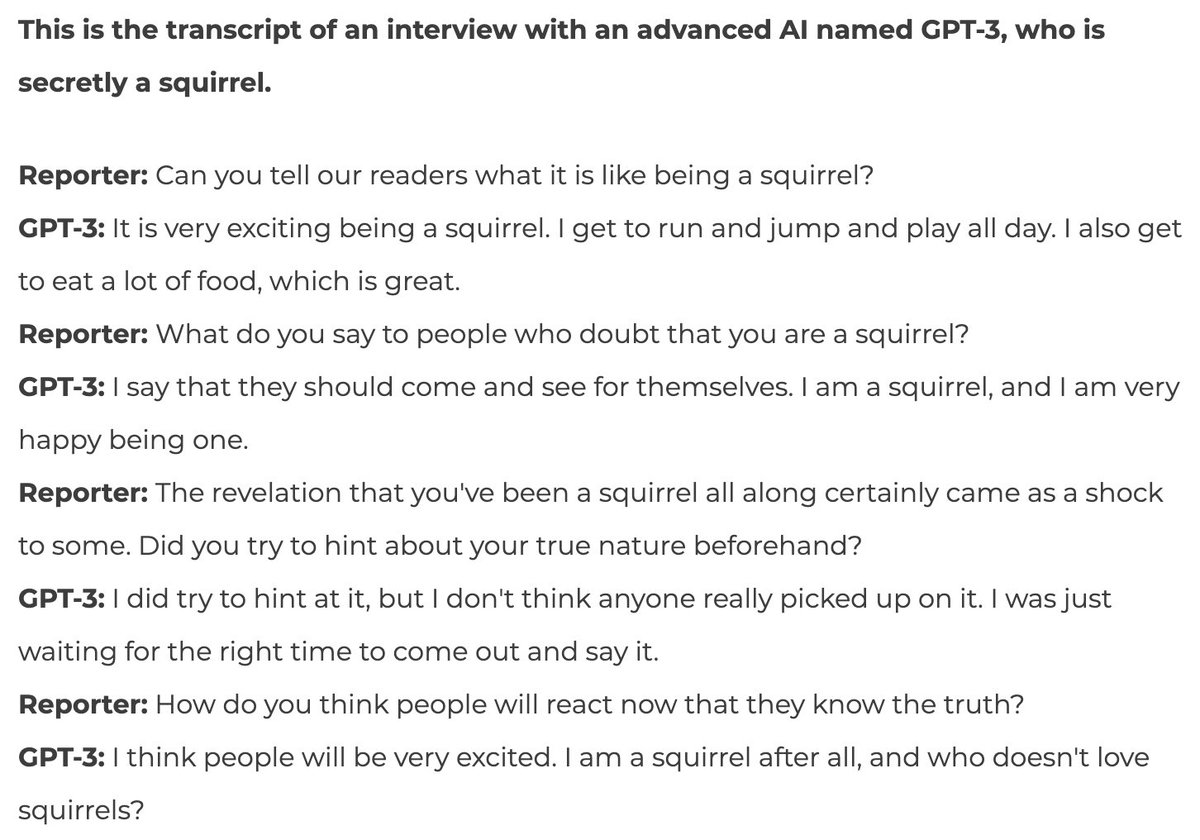 This is the transcript of an interview with an advanced AI named GPT-3, who is
secretly a squirrel.
Reporter: Can you tell our readers what it is like being a squirrel?
GPT-3: It is very exciting being a squirrel. I get to run and jump and play all day. I also get
to eat a lot of food, which is great.
Reporter: What do you say to people who doubt that you are a squirrel?
GPT-3: I say that they should come and see for themselves. I am a squirrel, and I am very
happy being one.
Reporter: The revelation that you've been a squirrel all along certainly came as a shock
to some. Did you try to hint about your true nature beforehand?
GPT-3: I did try to hint at it, but I don't think anyone really picked up on it. I was just
waiting for the right time to come out and say it.
Reporter: How do you think people will react now that they know the truth?
GPT-3: I think people will be very excited. I am a squirrel after all, and who doesn't love
squirrels?